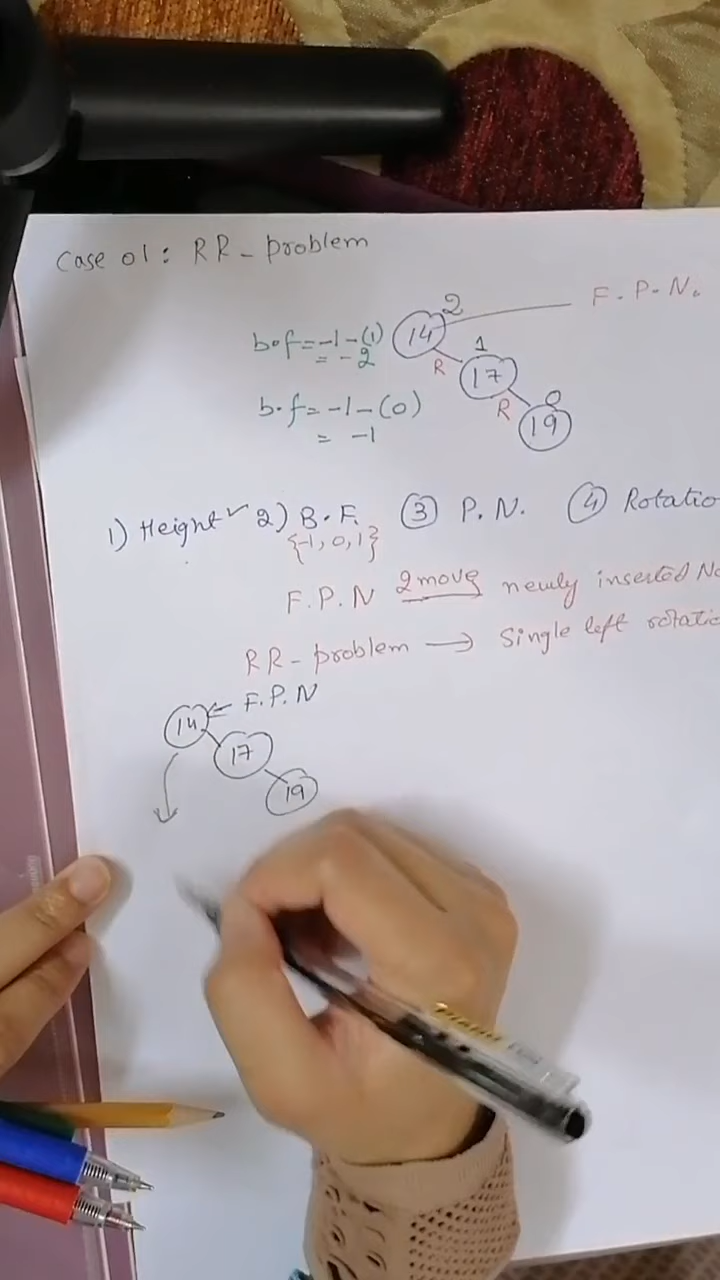 Case 01: RR - problem
2
F.P.N.
b.f = -1 - (1)
= -2
14
1
R
17
b.f = -1 - (0)
= -1
R
0
19
1) Height ✓ 2) B.F. ③ P.N. ④ Rotatio
{-1, 0, 1}
F.P.N 2 move newly inserted No
RR - problem → Single left rotatio
14 ← F.P.N
17
19